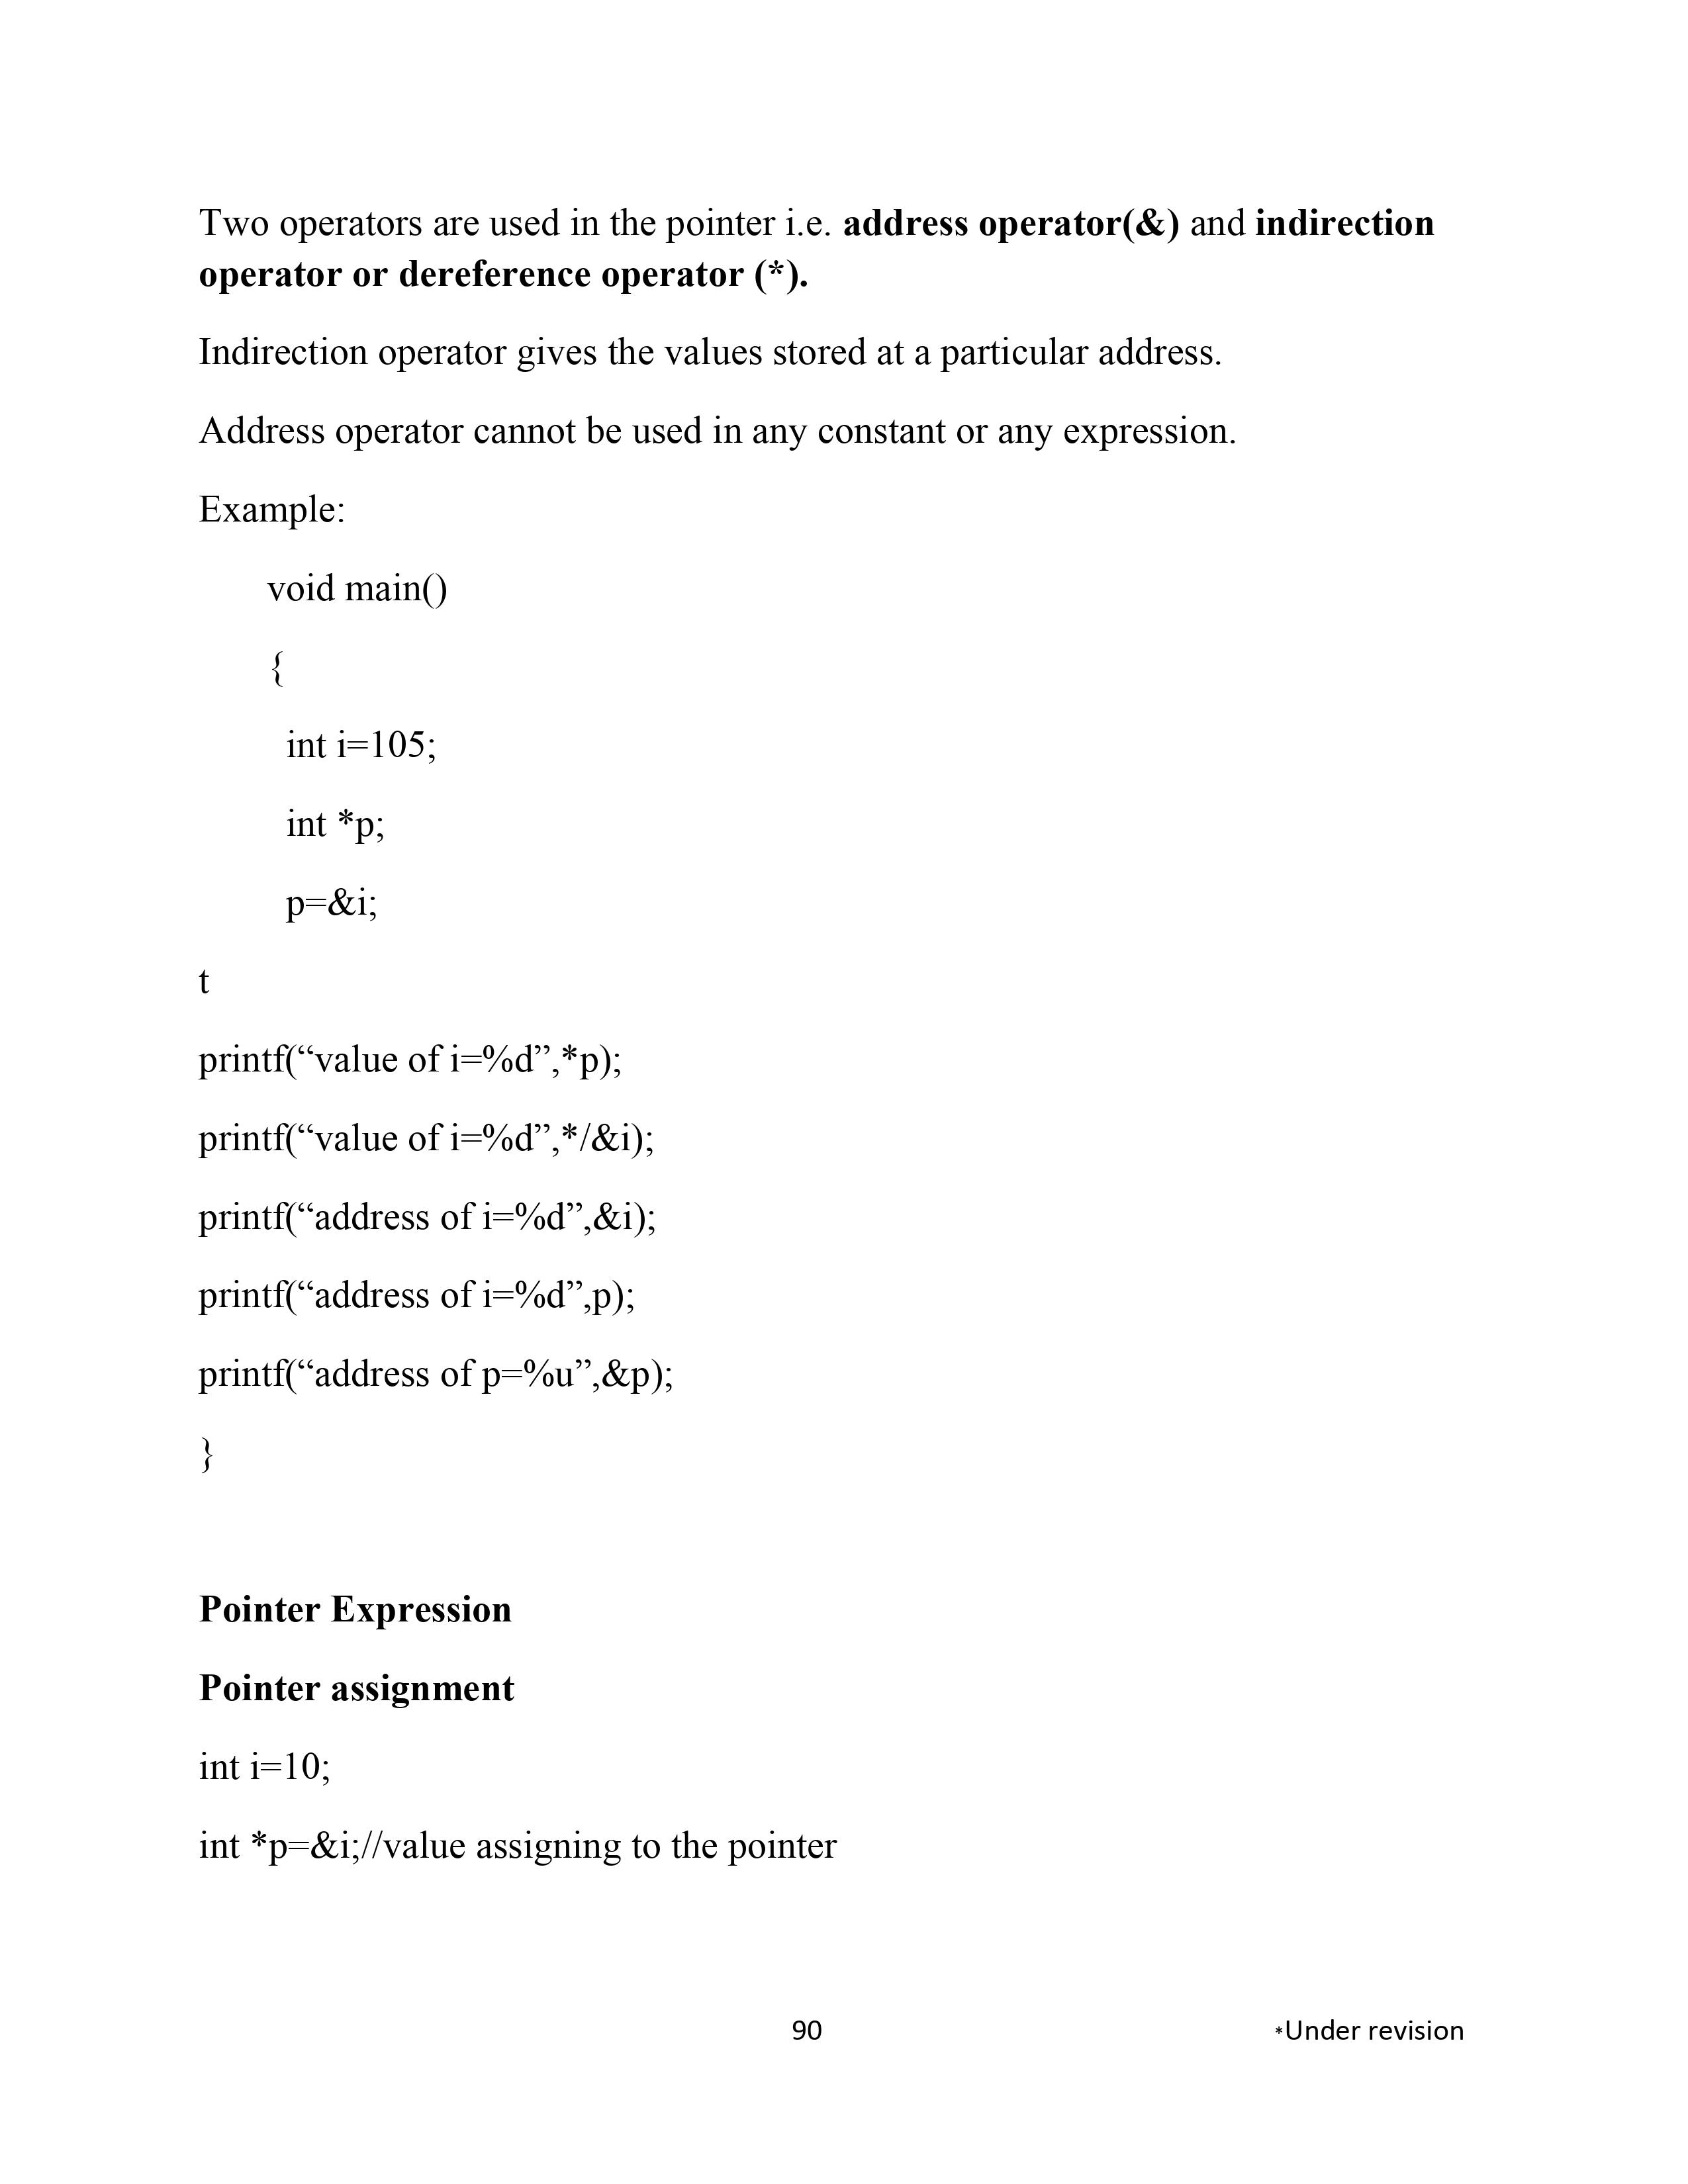 Two operators are used in the pointer i.e. address operator(&) and indirection
operator or dereference operator (*).
Indirection operator gives the values stored at a particular address.
Address operator cannot be used in any constant or any expression.
Example:
void main()
{
int i=105;
int *p;
p=&i;
t
printf(“value of i=%d”,*p);
printf(“value of i=%d”,*/&i);
printf(“address of i=%d”,&i);
printf(“address of i=%d”,p);
printf(“address of p=%u”,&p);
}
Pointer Expression
Pointer assignment
int i=10;
int *p=&i;//value assigning to the pointer
90 *Under revision